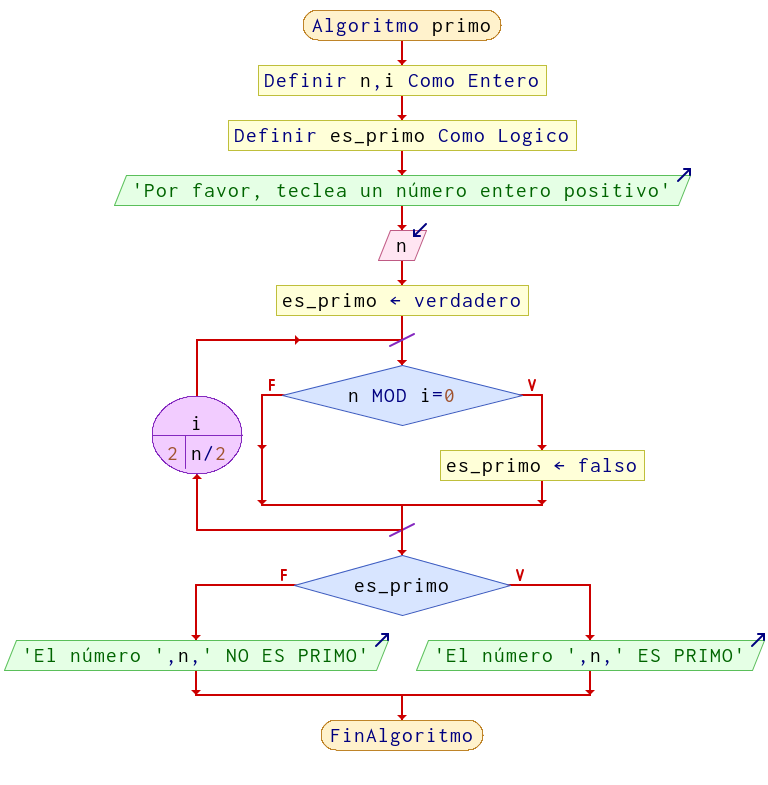 Algoritmo primo
Definir n,i Como Entero
Definir es_primo Como Logico
'Por favor, teclea un número entero positivo'
n
es_primo ← verdadero
F
n MOD i=0
V
i
2 n/2
es_primo ← falso
F
es_primo
V
'El número ',n,' NO ES PRIMO'
'El número ',n,' ES PRIMO'
FinAlgoritmo